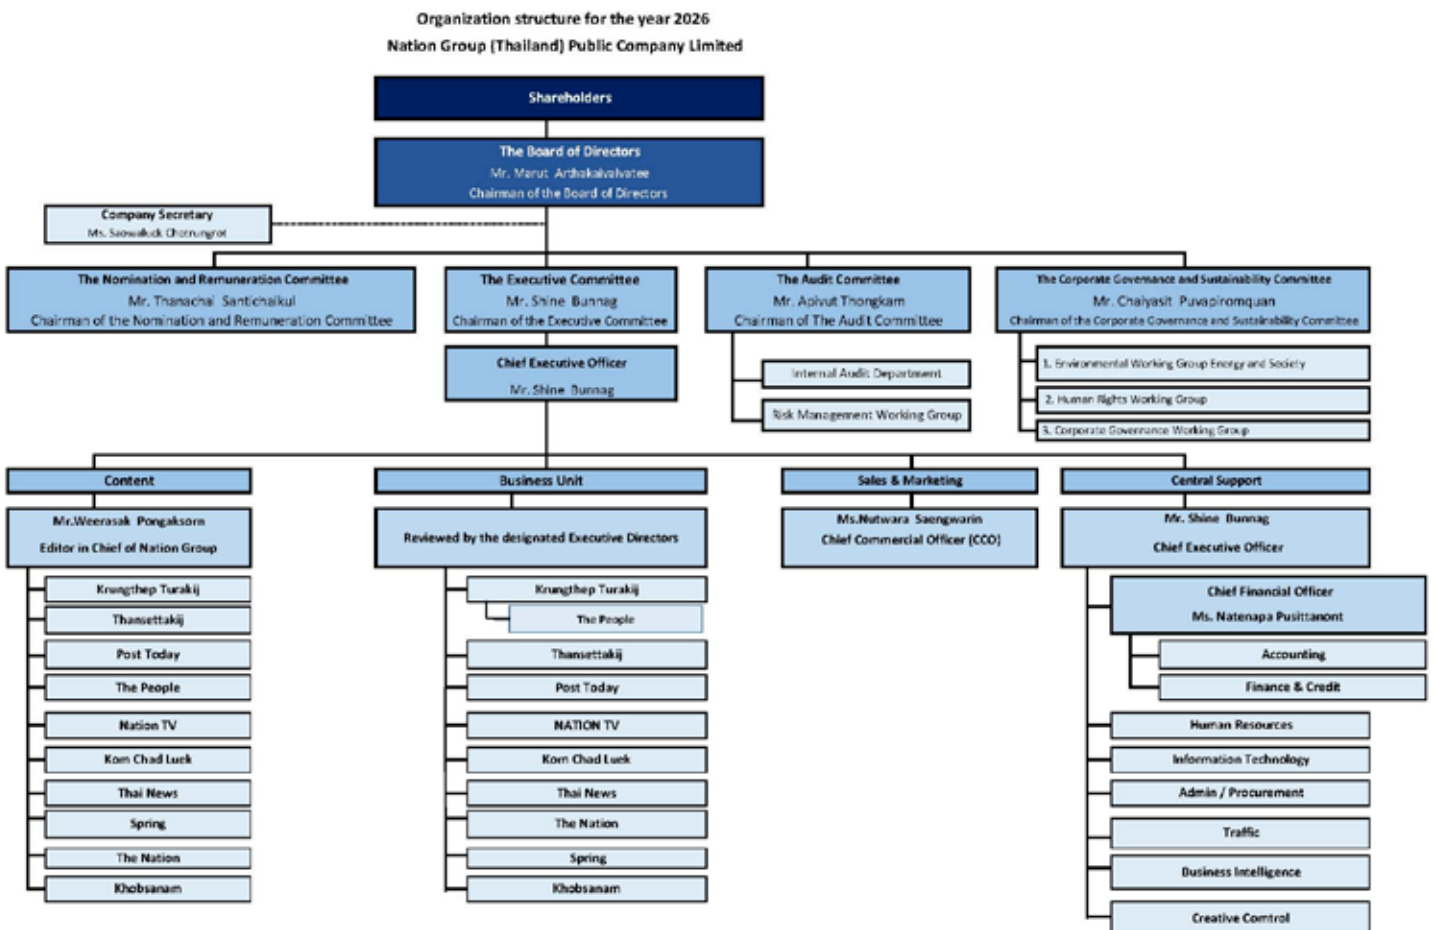 Organization structure for the year 2026
Nation Group (Thailand) Public Company Limited
Shareholders
The Board of Directors
Mr. Marut Arthakaivalvatee
Chairman of the Board of Directors
Company Secretary
Ms. Saowaluck Chotrungrot
The Nomination and Remuneration Committee
Mr. Thanachai Santichaikul
Chairman of the Nomination and Remuneration Committee
The Executive Committee
Mr. Shine Bunnag
Chairman of the Executive Committee
The Audit Committee
Mr. Apivut Thongkam
Chairman of The Audit Committee
The Corporate Governance and Sustainability Committee
Mr. Chaiyasit Puvapiromquan
Chairman of the Corporate Governance and Sustainability Committee
Chief Executive Officer
Mr. Shine Bunnag
Internal Audit Department
Risk Management Working Group
1. Environmental Working Group Energy and Society
2. Human Rights Working Group
3. Corporate Governance Working Group
Content
Mr.Weerasak Pongaksorn
Editor in Chief of Nation Group
Krungthep Turakij
Thansettakij
Post Today
The People
Nation TV
Kom Chad Luek
Thai News
Spring
The Nation
Khobsanam
Business Unit
Reviewed by the designated Executive Directors
Krungthep Turakij
The People
Thansettakij
Post Today
NATION TV
Kom Chad Luek
Thai News
The Nation
Spring
Khobsanam
Sales & Marketing
Ms.Nutwara Saengwarin
Chief Commercial Officer (CCO)
Central Support
Mr. Shine Bunnag
Chief Executive Officer
Chief Financial Officer
Ms. Natenapa Pusittanont
Accounting
Finance & Credit
Human Resources
Information Technology
Admin / Procurement
Traffic
Business Intelligence
Creative Comtrol